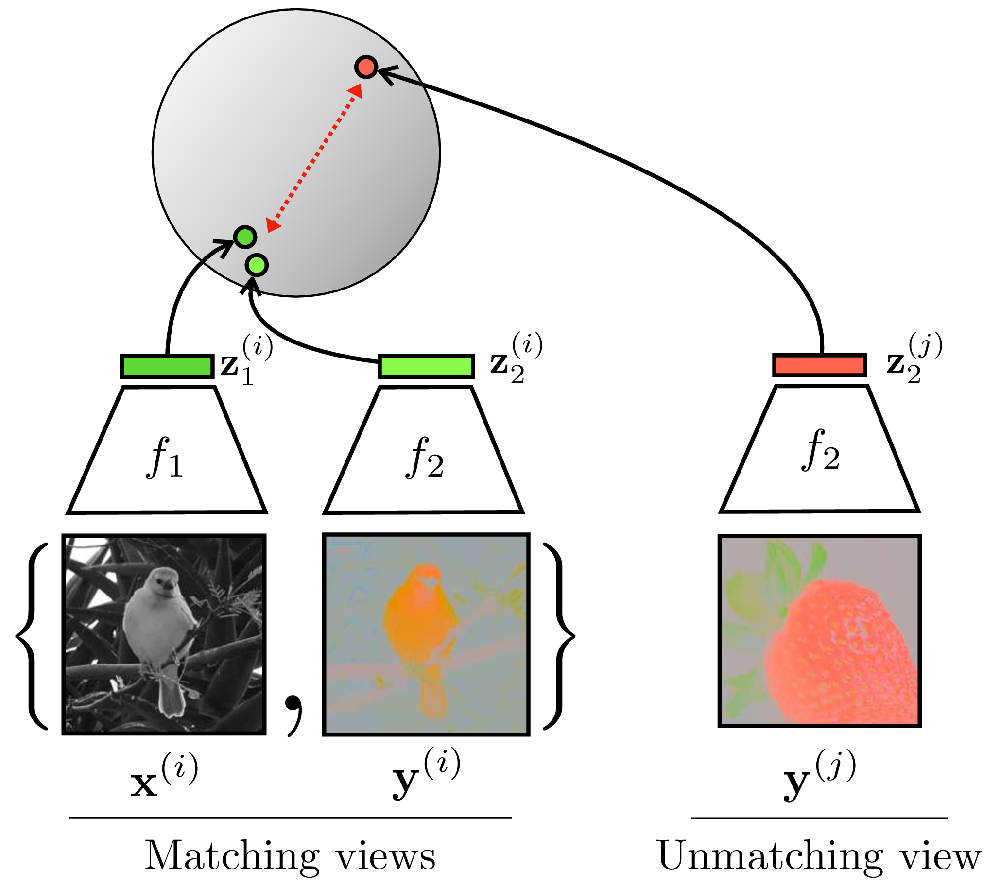 z₁⁽ⁱ⁾ z₂⁽ⁱ⁾ z₂⁽ʲ⁾
f₁ f₂ f₂
{ , }
x⁽ⁱ⁾ y⁽ⁱ⁾ y⁽ʲ⁾
Matching views Unmatching view